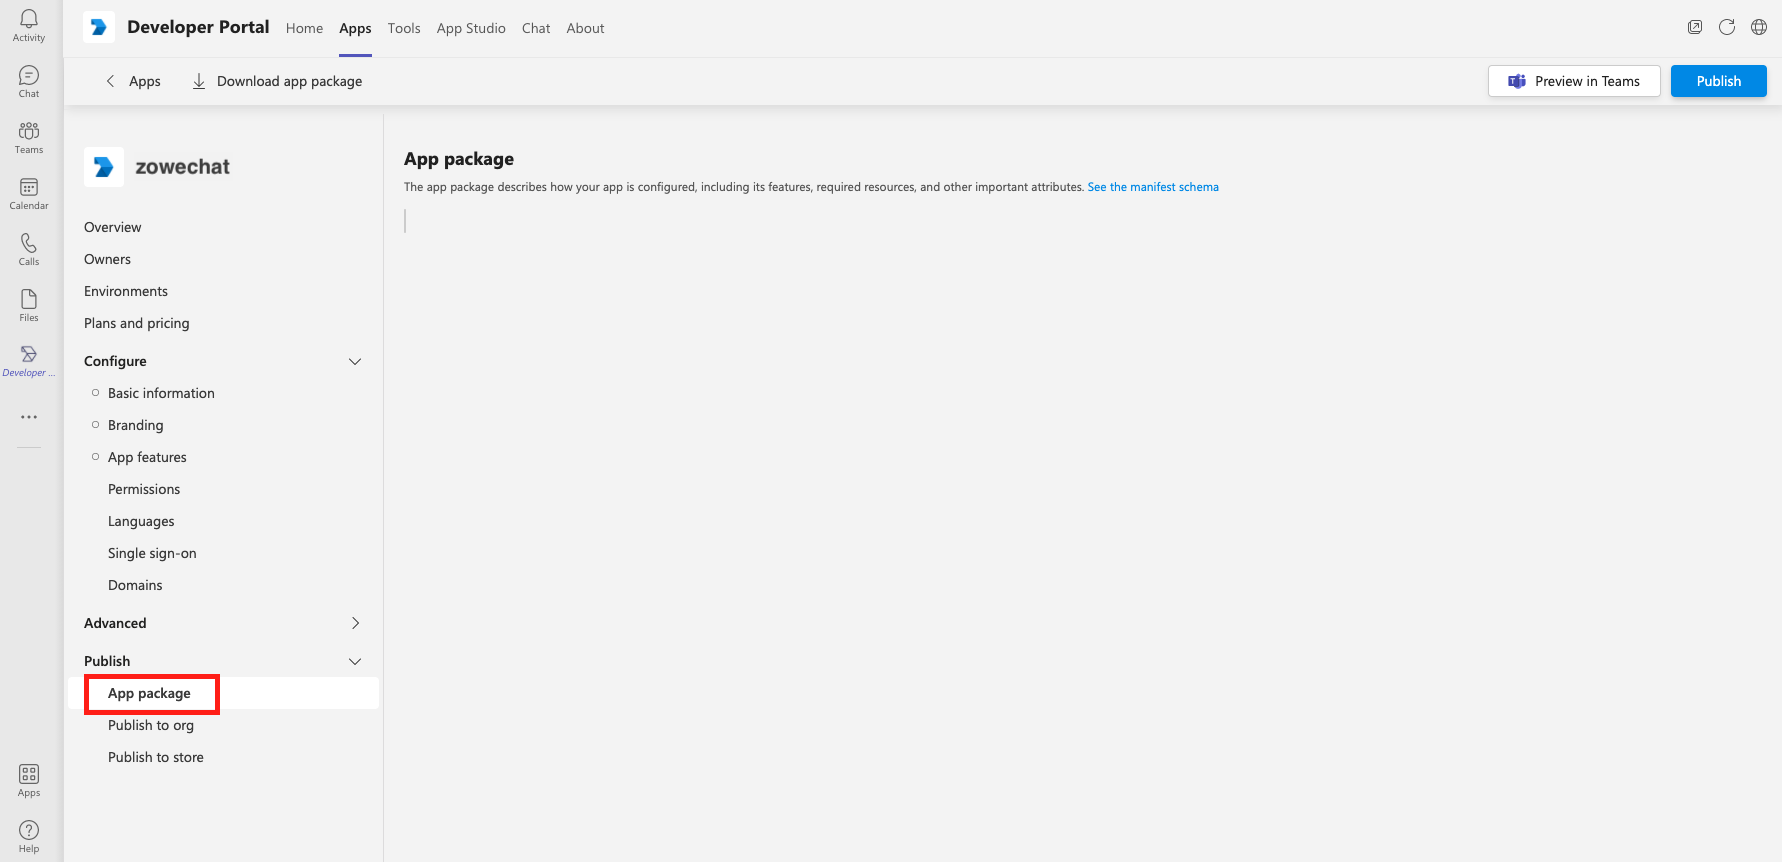 Activity
Chat
Teams
Calendar
Calls
Files
Developer ...
Apps
Help
Developer Portal Home Apps Tools App Studio Chat About
Apps Download app package Preview in Teams Publish
zowechat
Overview
Owners
Environments
Plans and pricing
Configure
Basic information
Branding
App features
Permissions
Languages
Single sign-on
Domains
Advanced
Publish
App package
Publish to org
Publish to store
App package
The app package describes how your app is configured, including its features, required resources, and other important attributes. See the manifest schema